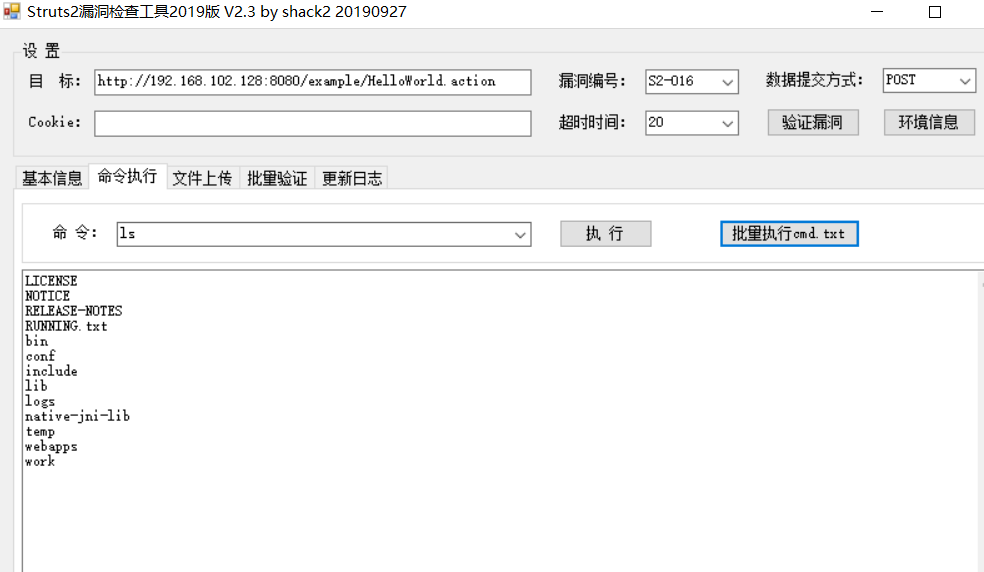 Struts2漏洞检查工具2019版 V2.3 by shack2 20190927
设 置
目 标: http://192.168.102.128:8080/example/HelloWorld.action 漏洞编号: S2-016 数据提交方式: POST
Cookie: 超时时间: 20 验证漏洞 环境信息
基本信息 命令执行 文件上传 批量验证 更新日志
命 令: ls 执 行 批量执行cmd.txt
LICENSE
NOTICE
RELEASE-NOTES
RUNNING.txt
bin
conf
include
lib
logs
native-jni-lib
temp
webapps
work